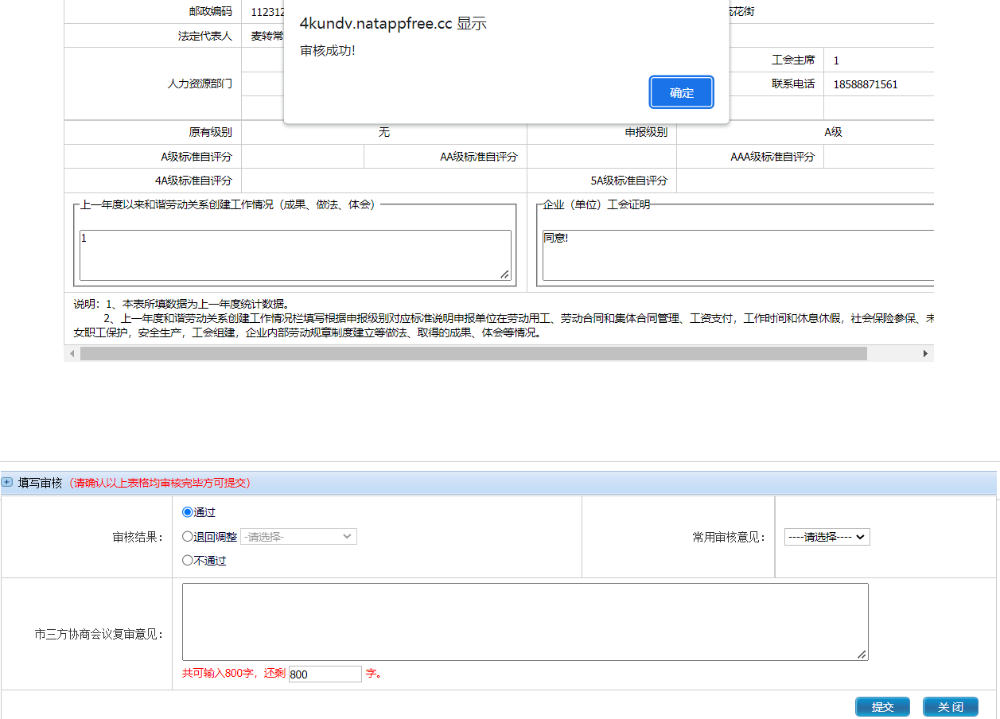 4kundv.natappfree.cc 显示
审核成功!
确定
邮政编码 112312
花街
法定代表人 麦转常
工会主席 1
人力资源部门
联系电话 18588871561
原有级别 无 申报级别 A级
A级标准自评分 AA级标准自评分 AAA级标准自评分
4A级标准自评分 5A级标准自评分
上一年度以来和谐劳动关系创建工作情况（成果、做法、体会） 企业（单位）工会证明
1 同意!
说明：1、本表所填数据为上一年度统计数据。
2、上一年度和谐劳动关系创建工作情况栏填写根据申报级别对应标准说明申报单位在劳动用工、劳动合同和集体合同管理、工资支付，工作时间和休息休假，社会保险参保、未
女职工保护，安全生产，工会组建，企业内部劳动规章制度建立等做法、取得的成果、体会等情况。
填写审核（请确认以上表格均审核完毕方可提交）
通过
审核结果： 退回调整 -请选择- 常用审核意见： ----请选择----
不通过
市三方协商会议复审意见：
共可输入800字，还剩 800 字。
提交 关 闭